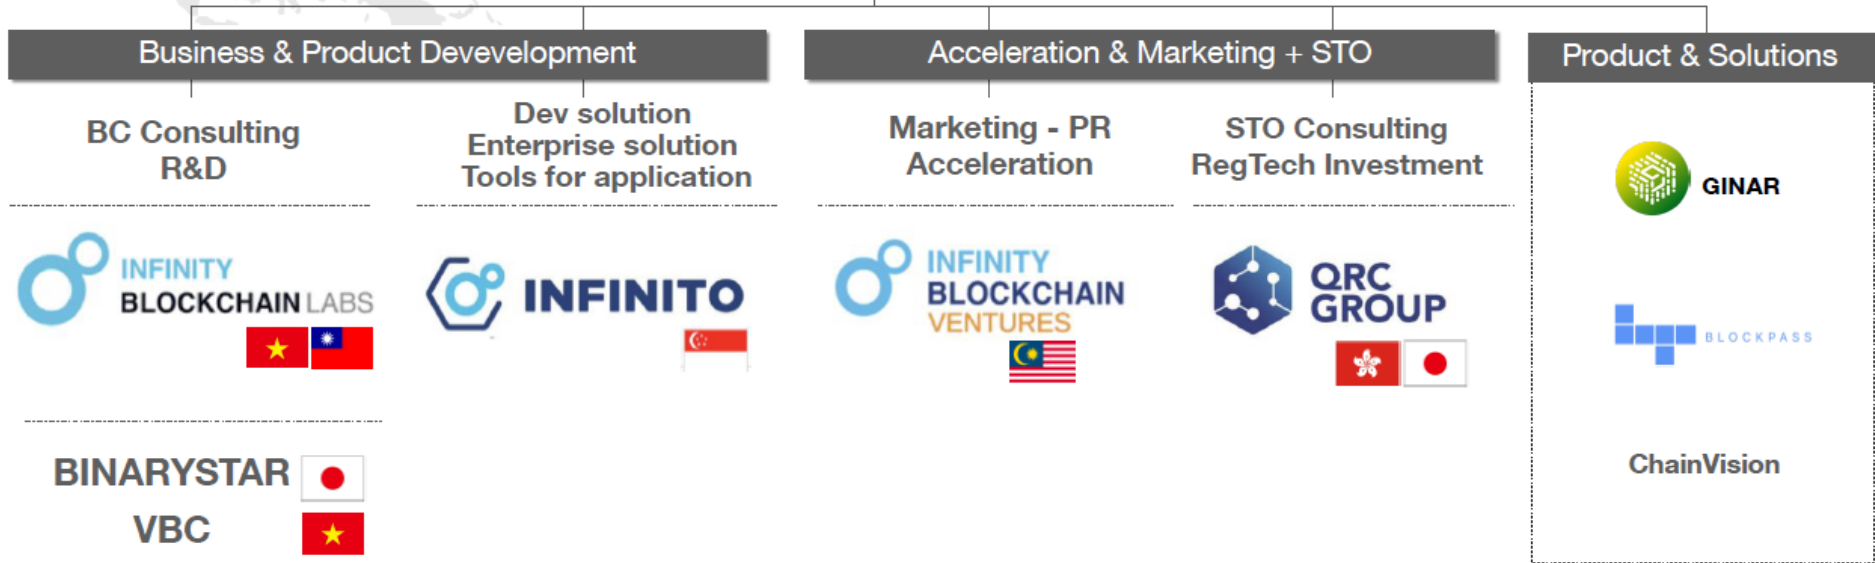 Business & Product Devevelopment
Acceleration & Marketing + STO
Product & Solutions
BC Consulting
R&D
Dev solution
Enterprise solution
Tools for application
Marketing - PR
Acceleration
STO Consulting
RegTech Investment
INFINITY
BLOCKCHAIN LABS
INFINITO
INFINITY
BLOCKCHAIN
VENTURES
QRC
GROUP
GINAR
BLOCKPASS
ChainVision
BINARYSTAR
VBC